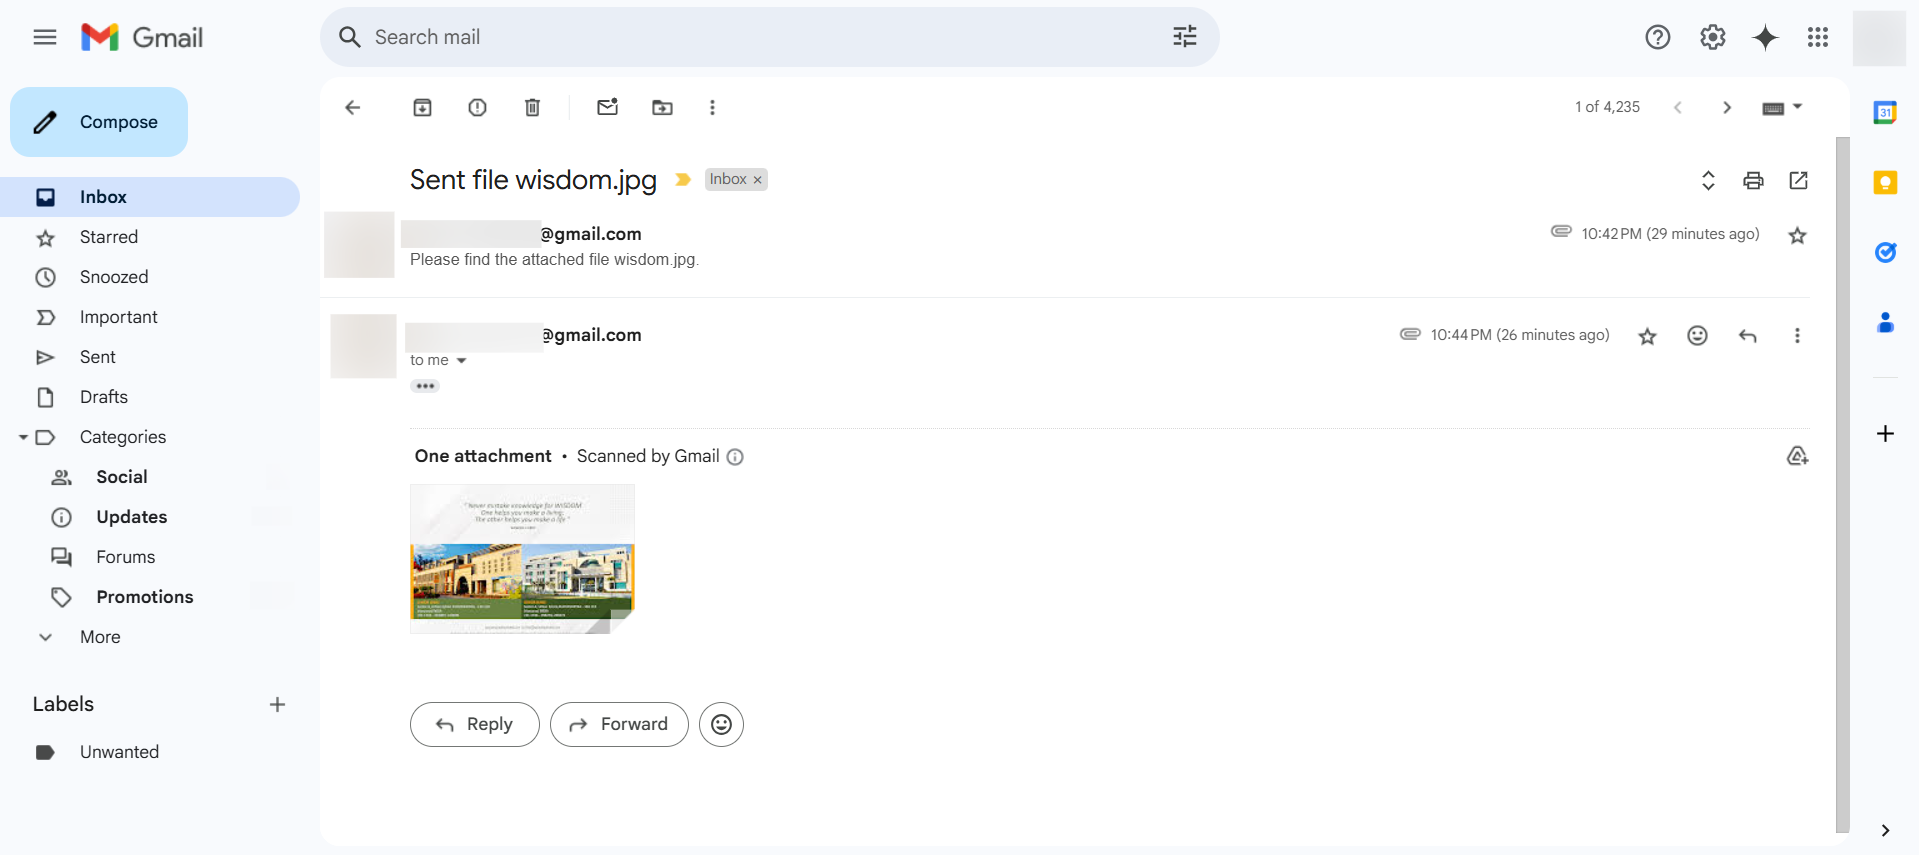 Gmail
Search mail
Compose
1 of 4,235
Inbox
Starred
Snoozed
Important
Sent
Drafts
Categories
Social
Updates
Forums
Promotions
More
Labels
Unwanted
Sent file wisdom.jpg
Inbox ×
@gmail.com
10:42 PM (29 minutes ago)
Please find the attached file wisdom.jpg.
@gmail.com
10:44 PM (26 minutes ago)
to me
One attachment • Scanned by Gmail
" Never mistake knowledge for WISDOM
One helps you make a living,
The other helps you make a life "
Reply
Forward
31